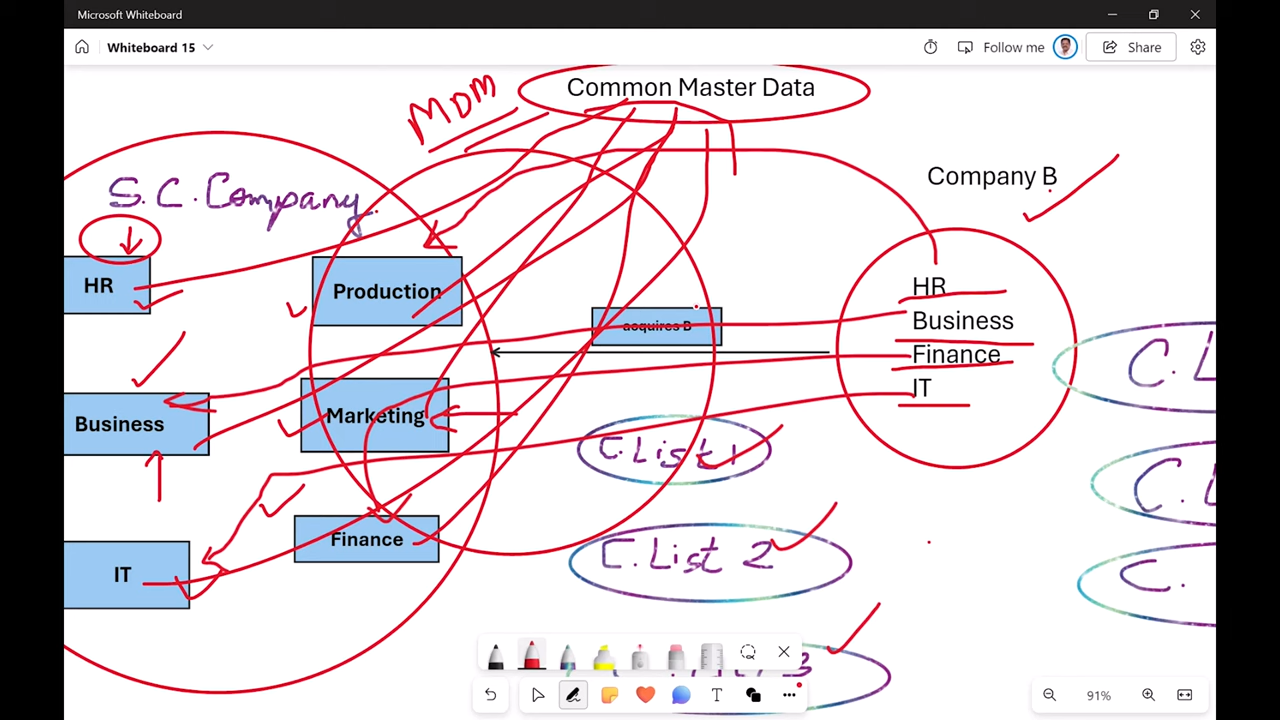 Microsoft Whiteboard
Whiteboard 15
Follow me
Share
Common Master Data
MDM
S.C. Company
Company B
HR
Production
HR
Business
Finance
IT
acquires B
Business
Marketing
C. List 1
C. L
C. L
C. List 2
Finance
IT
C.
3
91%